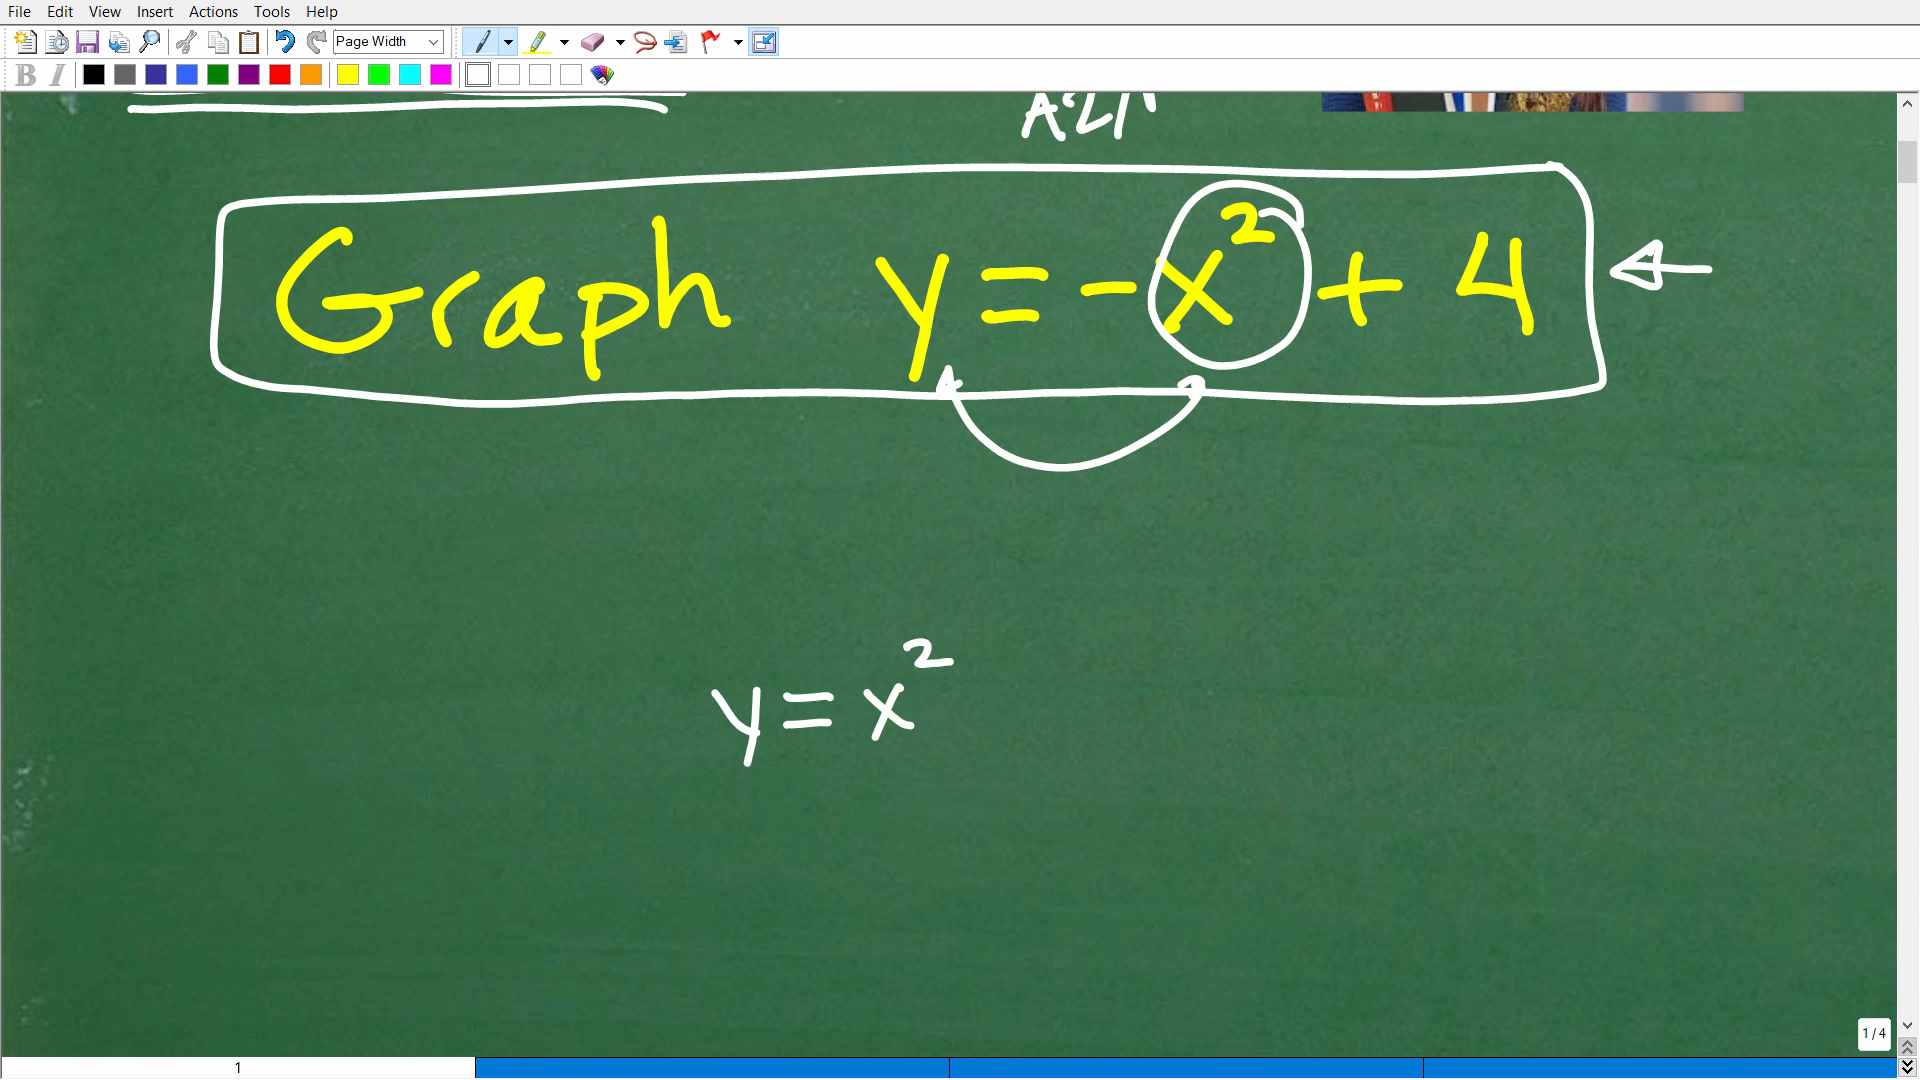 File Edit View Insert Actions Tools Help
Page Width
B I
Graph y = -x² + 4
y = x²
1 / 4
1